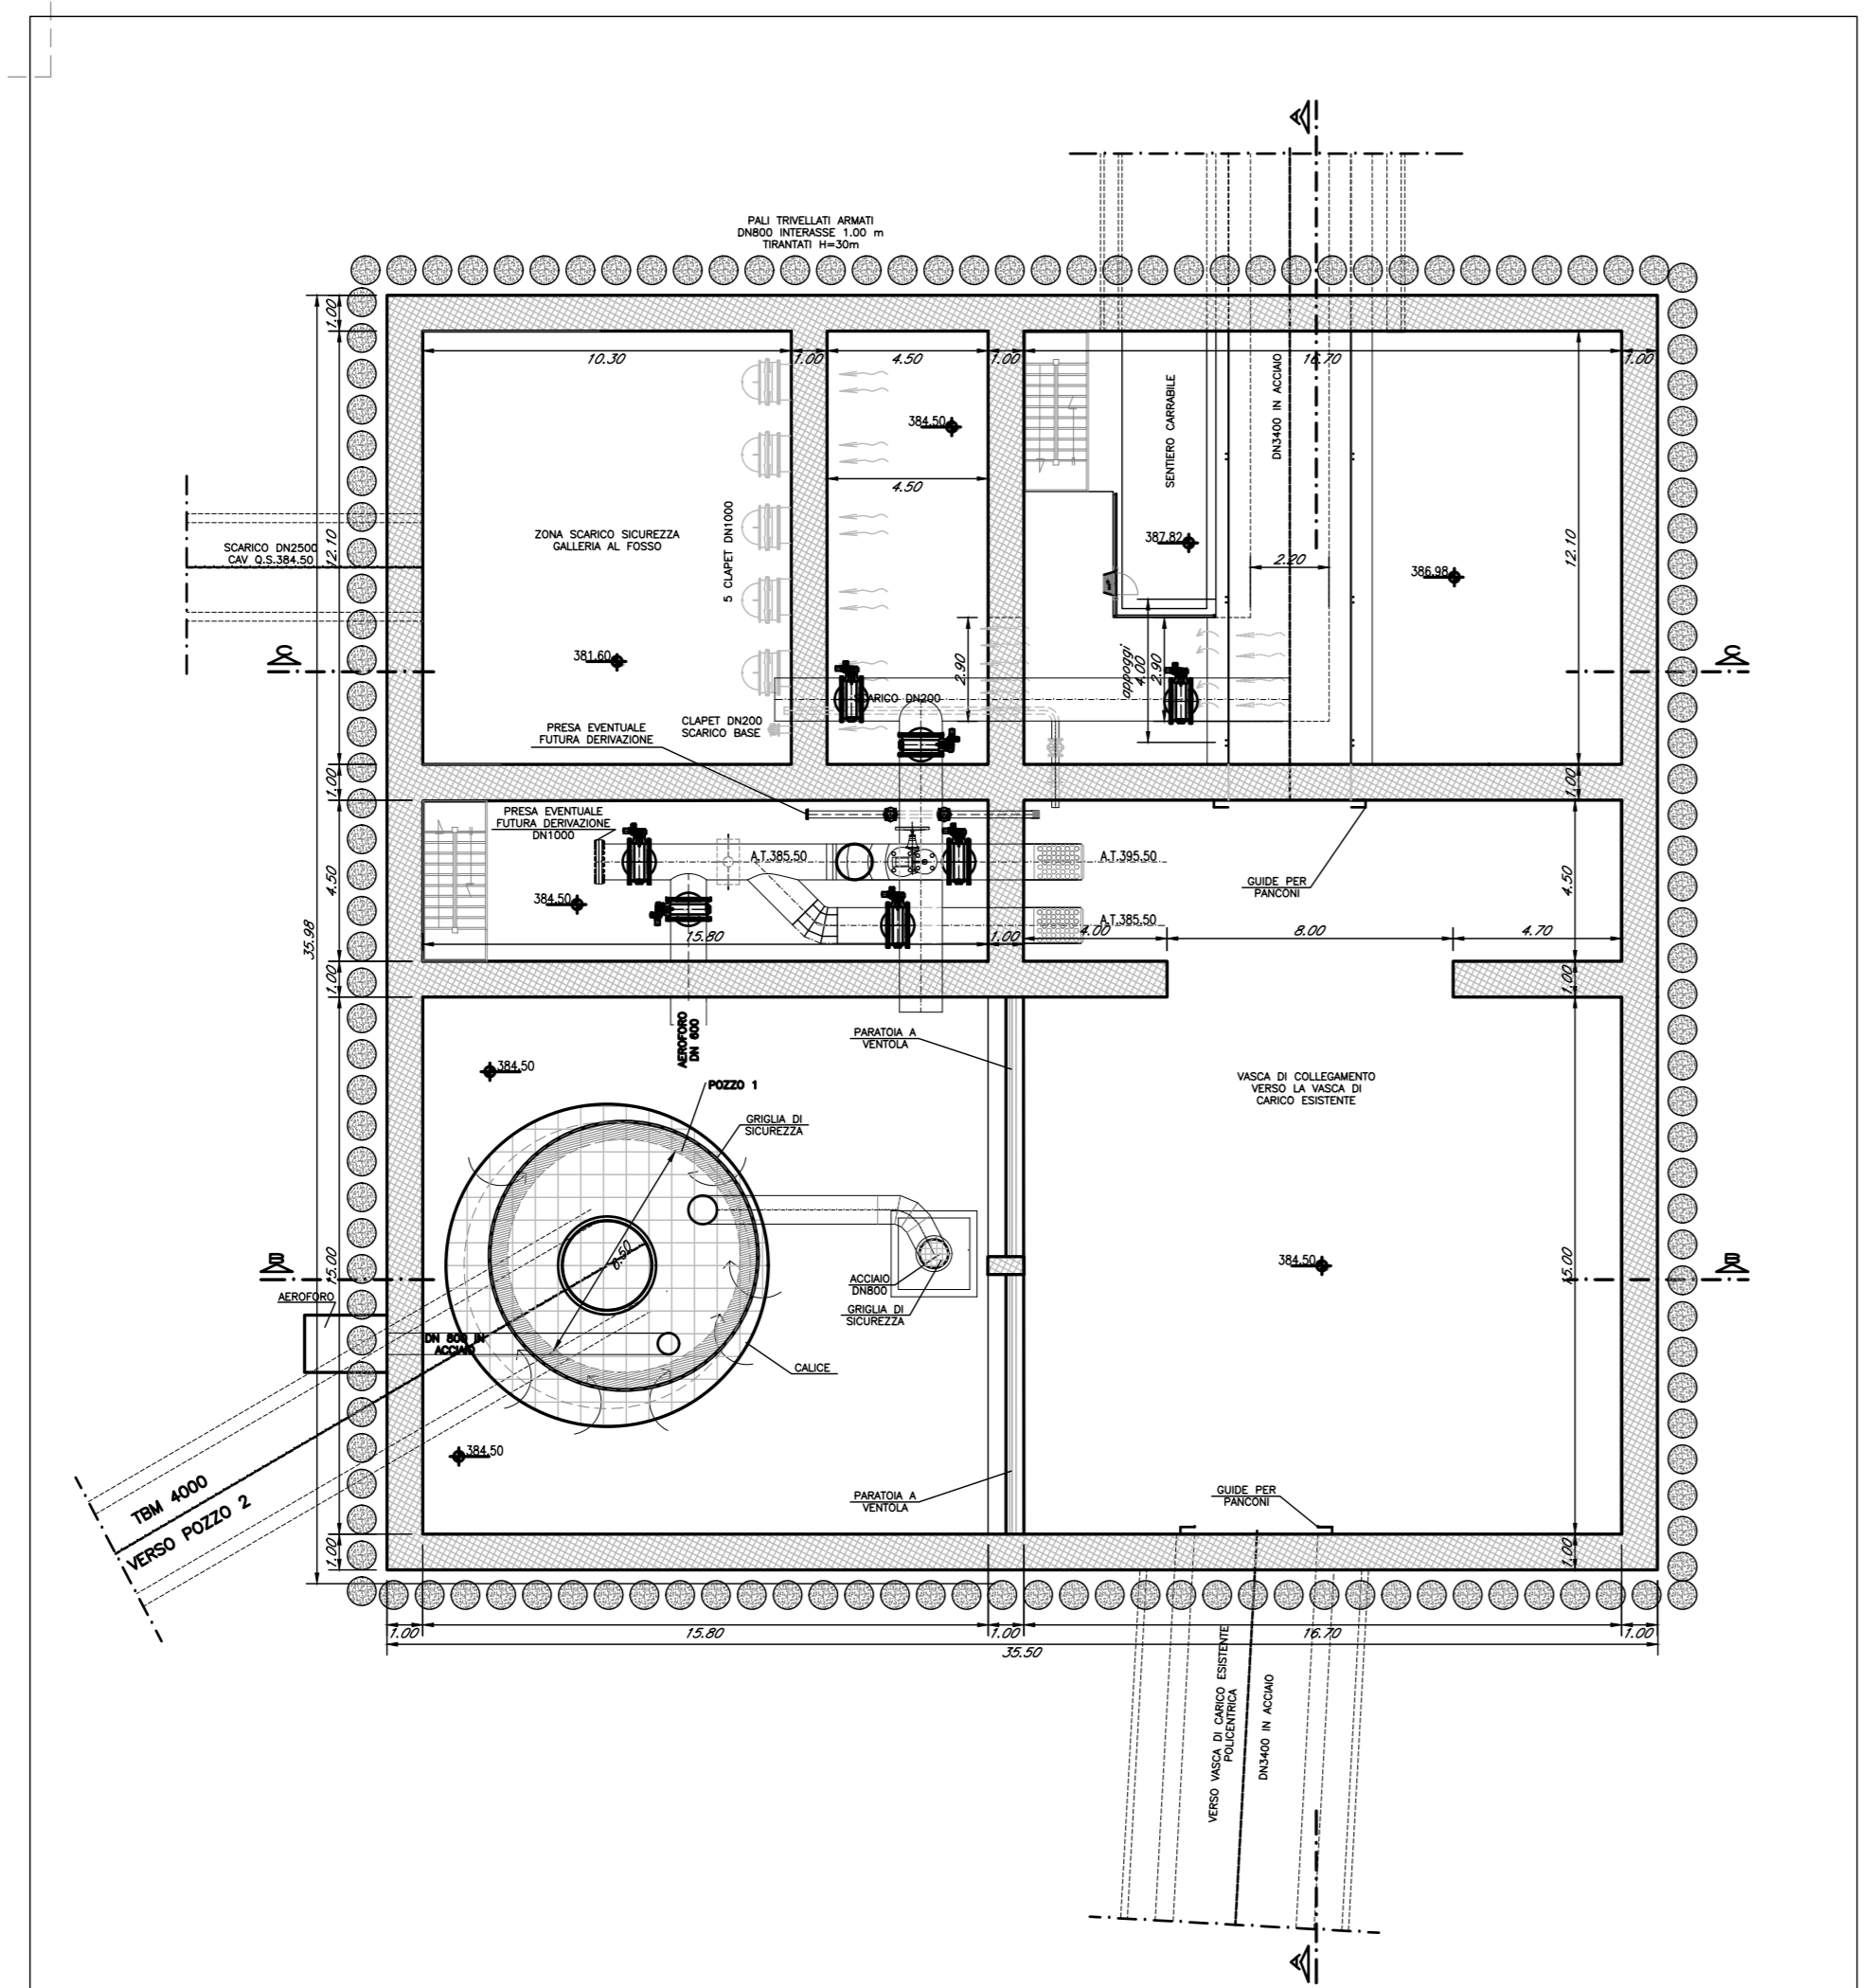 PALI TRIVELLATI ARMATI
DN800 INTERASSE 1.00 m
TIRANTATI H=30m
A
1.00
10.30
1.00
4.50
1.00
16.70
1.00
384.50
4.50
SENTIERO CARRABILE
DN3400 IN ACCIAIO
SCARICO DN2500
CAV Q.S.384.50
12.10
ZONA SCARICO SICUREZZA
GALLERIA AL FOSSO
5 CLAPET DN1000
387.82
2.20
386.98
12.10
C
381.60
2.90
appoggi
4.00
2.90
C
SCARICO DN200
PRESA EVENTUALE
FUTURA DERIVAZIONE
CLAPET DN200
SCARICO BASE
1.00
1.00
PRESA EVENTUALE
FUTURA DERIVAZIONE
DN1000
A.T.385.50
A.T.395.50
GUIDE PER
PANCONI
4.50
384.50
A.T.385.50
4.50
35.98
15.80
1.00
4.00
8.00
4.70
1.00
1.00
AEROFORO
DN 600
PARATOIA A
VENTOLA
384.50
POZZO 1
GRIGLIA DI
SICUREZZA
VASCA DI COLLEGAMENTO
VERSO LA VASCA DI
CARICO ESISTENTE
B
15.00
6.50
384.50
15.00
B
AEROFORO
ACCIAIO
DN800
GRIGLIA DI
SICUREZZA
DN 800 IN
ACCIAIO
CALICE
384.50
TBM 4000
VERSO POZZO 2
PARATOIA A
VENTOLA
GUIDE PER
PANCONI
1.00
1.00
1.00
15.80
1.00
16.70
1.00
35.50
VERSO VASCA DI CARICO ESISTENTE
POLICENTRICA
DN3400 IN ACCIAIO
A